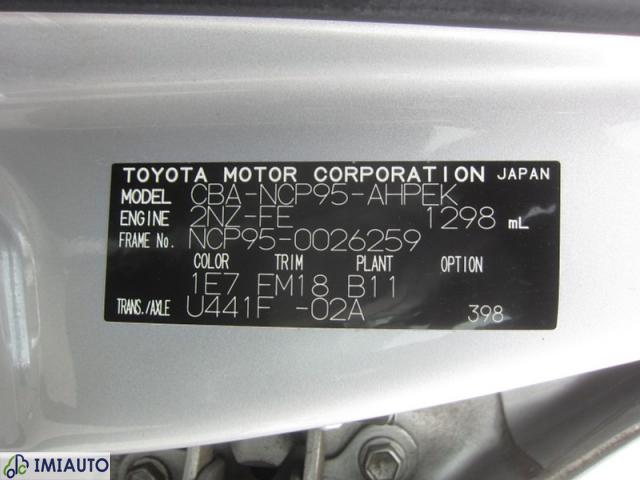 TOYOTA MOTOR CORPORATION JAPAN
MODEL CBA-NCP95-AHPEK
ENGINE 2NZ-FE 1298 mL
FRAME No. NCP95-0026259
COLOR TRIM PLANT OPTION
1E7 FM18 B11
TRANS./AXLE U441F -02A 398
IMIAUTO